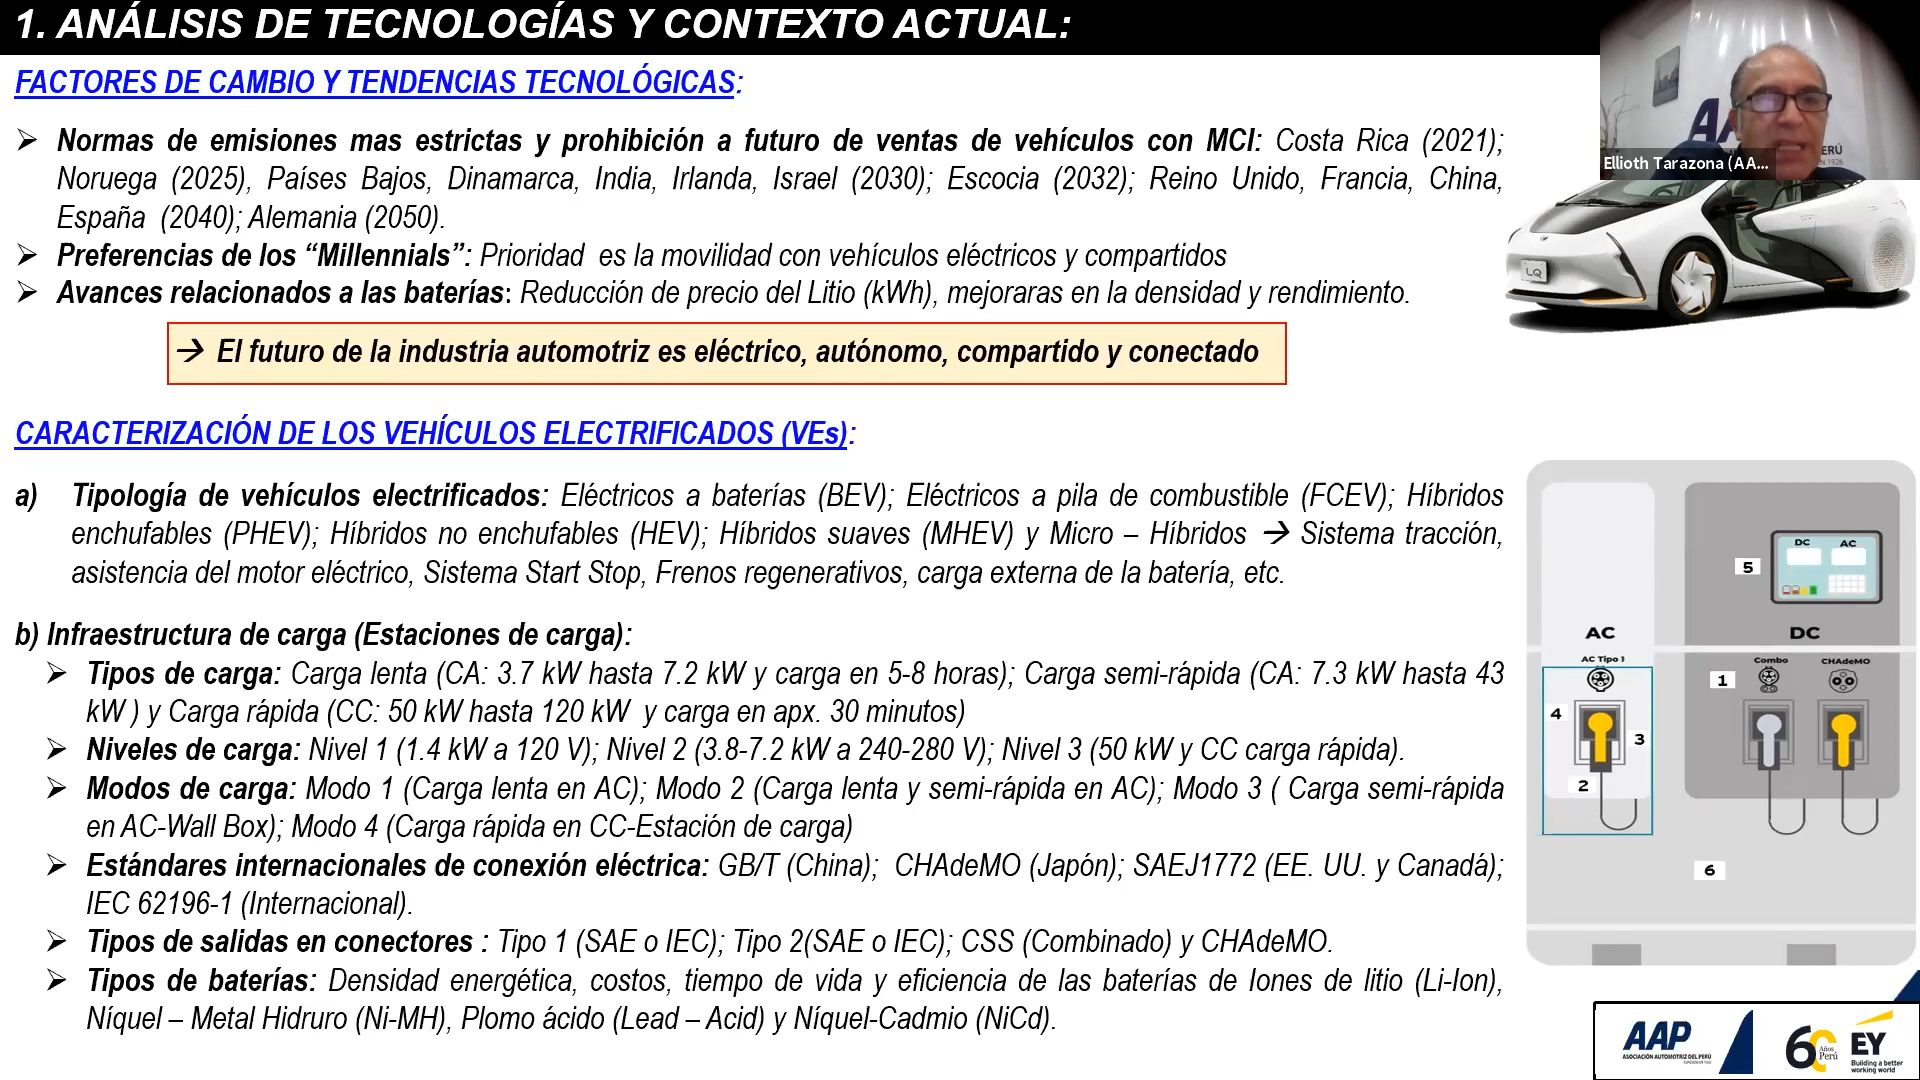 1. ANÁLISIS DE TECNOLOGÍAS Y CONTEXTO ACTUAL:
FACTORES DE CAMBIO Y TENDENCIAS TECNOLÓGICAS:
➢ Normas de emisiones mas estrictas y prohibición a futuro de ventas de vehículos con MCI: Costa Rica (2021);
Noruega (2025), Países Bajos, Dinamarca, India, Irlanda, Israel (2030); Escocia (2032); Reino Unido, Francia, China,
España (2040); Alemania (2050).
➢ Preferencias de los “Millennials”: Prioridad es la movilidad con vehículos eléctricos y compartidos
➢ Avances relacionados a las baterías: Reducción de precio del Litio (kWh), mejoraras en la densidad y rendimiento.
→ El futuro de la industria automotriz es eléctrico, autónomo, compartido y conectado
Ellioth Tarazona (AA...
LQ
CARACTERIZACIÓN DE LOS VEHÍCULOS ELECTRIFICADOS (VEs):
a) Tipología de vehículos electrificados: Eléctricos a baterías (BEV); Eléctricos a pila de combustible (FCEV); Híbridos
enchufables (PHEV); Híbridos no enchufables (HEV); Híbridos suaves (MHEV) y Micro – Híbridos → Sistema tracción,
asistencia del motor eléctrico, Sistema Start Stop, Frenos regenerativos, carga externa de la batería, etc.
b) Infraestructura de carga (Estaciones de carga):
➢ Tipos de carga: Carga lenta (CA: 3.7 kW hasta 7.2 kW y carga en 5-8 horas); Carga semi-rápida (CA: 7.3 kW hasta 43
kW ) y Carga rápida (CC: 50 kW hasta 120 kW y carga en apx. 30 minutos)
➢ Niveles de carga: Nivel 1 (1.4 kW a 120 V); Nivel 2 (3.8-7.2 kW a 240-280 V); Nivel 3 (50 kW y CC carga rápida).
➢ Modos de carga: Modo 1 (Carga lenta en AC); Modo 2 (Carga lenta y semi-rápida en AC); Modo 3 ( Carga semi-rápida
en AC-Wall Box); Modo 4 (Carga rápida en CC-Estación de carga)
➢ Estándares internacionales de conexión eléctrica: GB/T (China); CHAdeMO (Japón); SAEJ1772 (EE. UU. y Canadá);
IEC 62196-1 (Internacional).
➢ Tipos de salidas en conectores : Tipo 1 (SAE o IEC); Tipo 2(SAE o IEC); CSS (Combinado) y CHAdeMO.
➢ Tipos de baterías: Densidad energética, costos, tiempo de vida y eficiencia de las baterías de Iones de litio (Li-Ion),
Níquel – Metal Hidruro (Ni-MH), Plomo ácido (Lead – Acid) y Níquel-Cadmio (NiCd).
DC AC
5
AC DC
AC Tipo 1 Combo CHAdeMO
1
4
3
2
6
AAP
ASOCIACIÓN AUTOMOTRIZ DEL PERÚ
60 Años Perú
EY
Building a better
working world